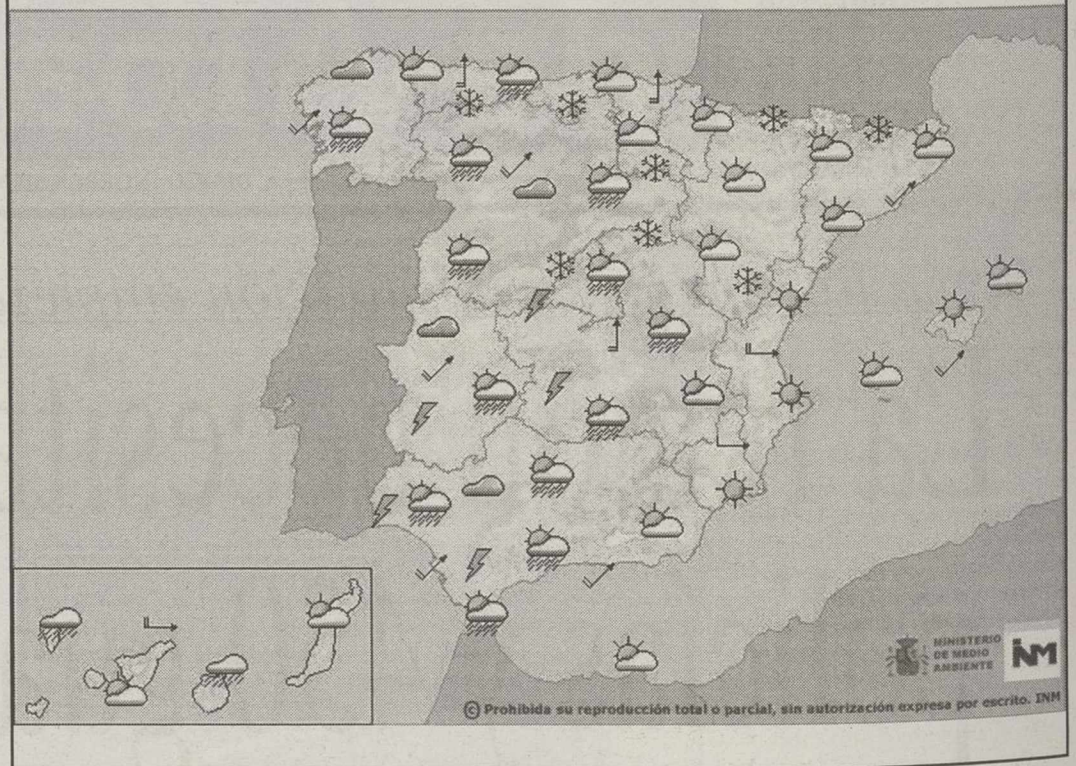 MINISTERIO
DE MEDIO
AMBIENTE
INM
© Prohibida su reproducción total o parcial, sin autorización expresa por escrito. INM